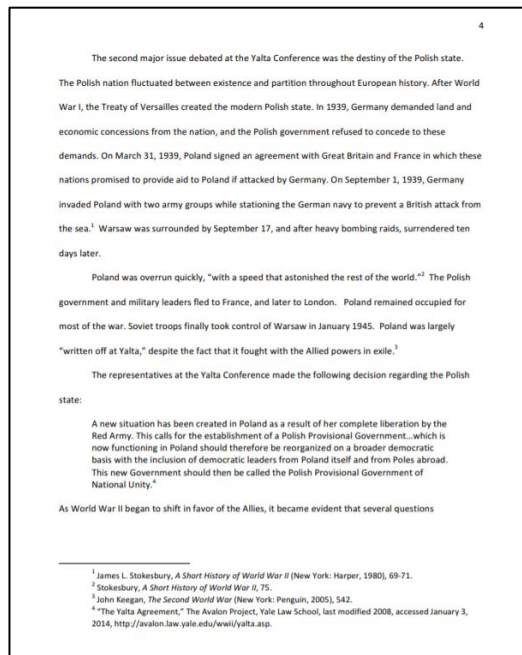 4
The second major issue debated at the Yalta Conference was the destiny of the Polish state.
The Polish nation fluctuated between existence and partition throughout European history. After World
War I, the Treaty of Versailles created the modern Polish state. In 1939, Germany demanded land and
economic concessions from the nation, and the Polish government refused to concede to these
demands. On March 31, 1939, Poland signed an agreement with Great Britain and France in which these
nations promised to provide aid to Poland if attacked by Germany. On September 1, 1939, Germany
invaded Poland with two army groups while stationing the German navy to prevent a British attack from
the sea.¹ Warsaw was surrounded by September 17, and after heavy bombing raids, surrendered ten
days later.
Poland was overrun quickly, “with a speed that astonished the rest of the world.”² The Polish
government and military leaders fled to France, and later to London. Poland remained occupied for
most of the war. Soviet troops finally took control of Warsaw in January 1945. Poland was largely
“written off at Yalta,” despite the fact that it fought with the Allied powers in exile.³
The representatives at the Yalta Conference made the following decision regarding the Polish
state:
A new situation has been created in Poland as a result of her complete liberation by the
Red Army. This calls for the establishment of a Polish Provisional Government...which is
now functioning in Poland should therefore be reorganized on a broader democratic
basis with the inclusion of democratic leaders from Poland itself and from Poles abroad.
This new Government should then be called the Polish Provisional Government of
National Unity.⁴
As World War II began to shift in favor of the Allies, it became evident that several questions
¹ James L. Stokesbury, A Short History of World War II (New York: Harper, 1980), 69-71.
² Stokesbury, A Short History of World War II, 75.
³ John Keegan, The Second World War (New York: Penguin, 2005), 542.
⁴ “The Yalta Agreement,” The Avalon Project, Yale Law School, last modified 2008, accessed January 3,
2014, http://avalon.law.yale.edu/wwii/yalta.asp.